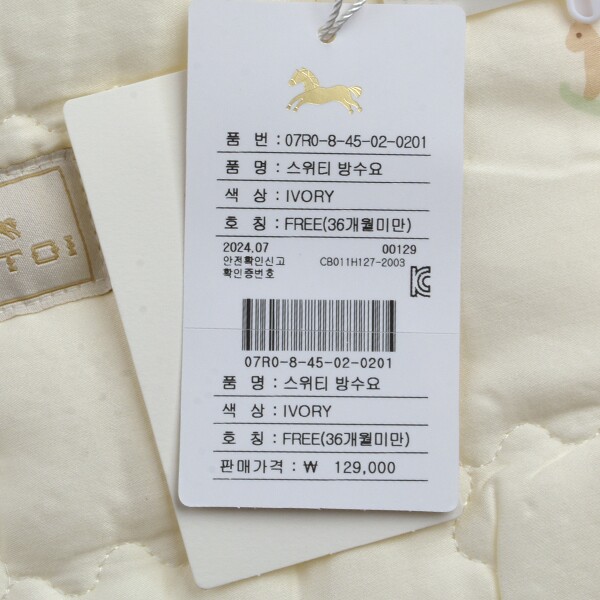 품 번 : 07R0-8-45-02-0201
품 명 : 스위티 방수요
색 상 : IVORY
호 칭 : FREE(36개월미만)
2024.07 00129
안전확인신고 CB011H127-2003
확인증번호
07R0-8-45-02-0201
품 명 : 스위티 방수요
색 상 : IVORY
호 칭 : FREE(36개월미만)
판매가격 : ₩ 129,000